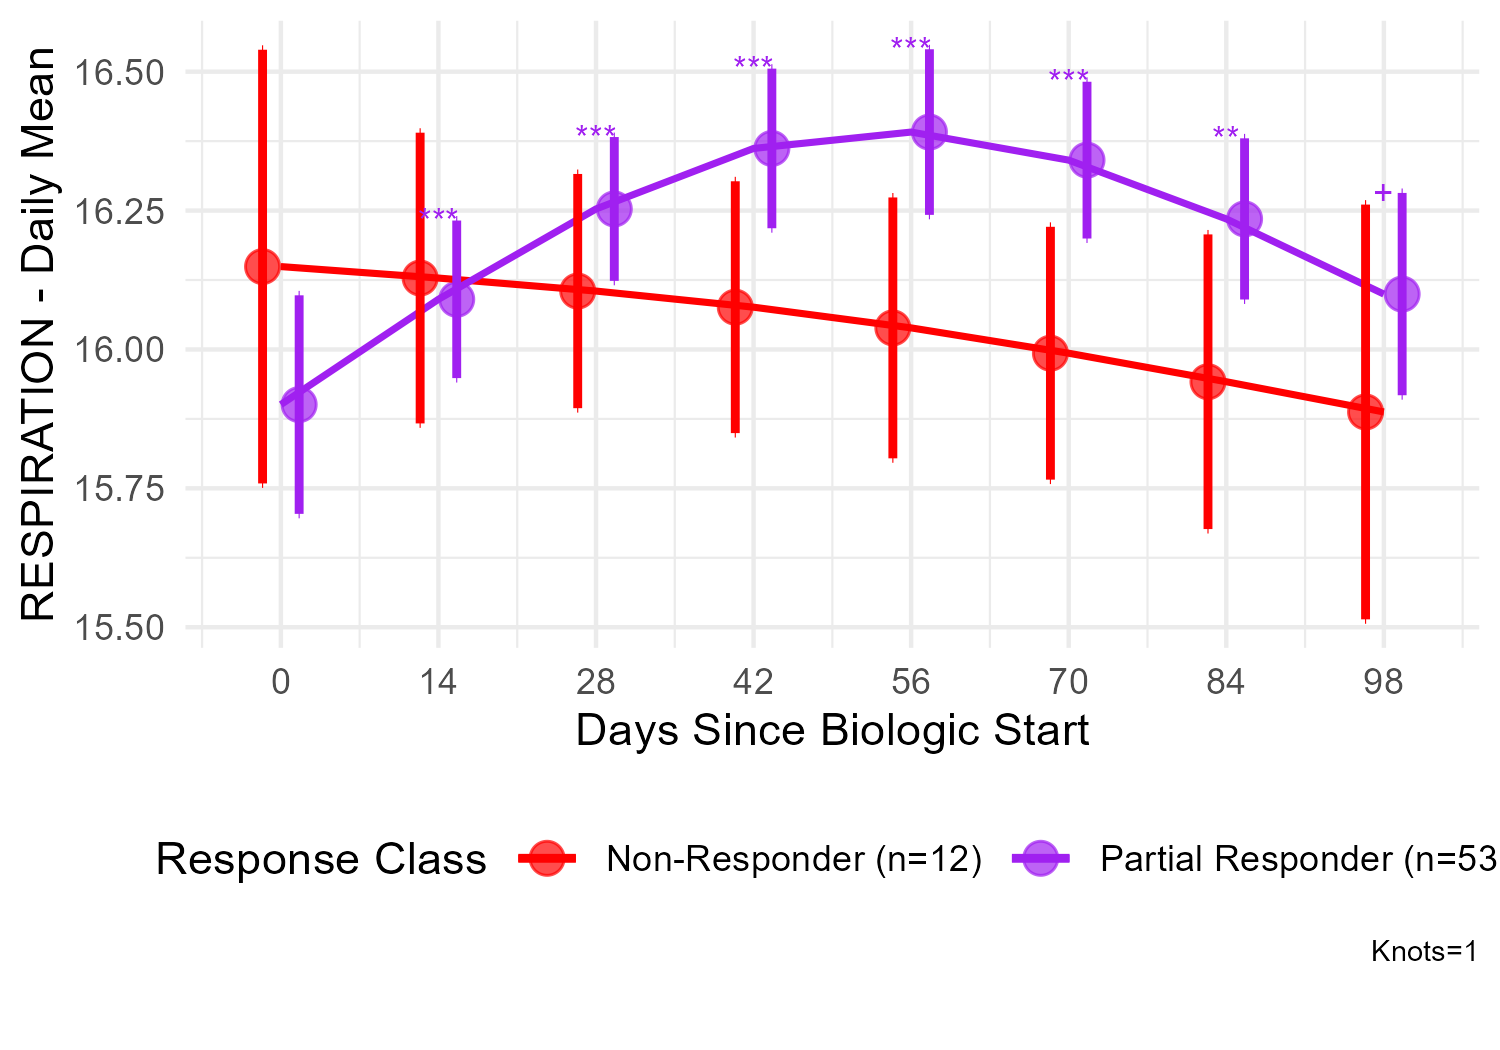 RESPIRATION - Daily Mean
16.50
16.25
16.00
15.75
15.50
***
***
***
***
***
**
+
0 14 28 42 56 70 84 98
Days Since Biologic Start
Response Class Non-Responder (n=12) Partial Responder (n=53
Knots=1